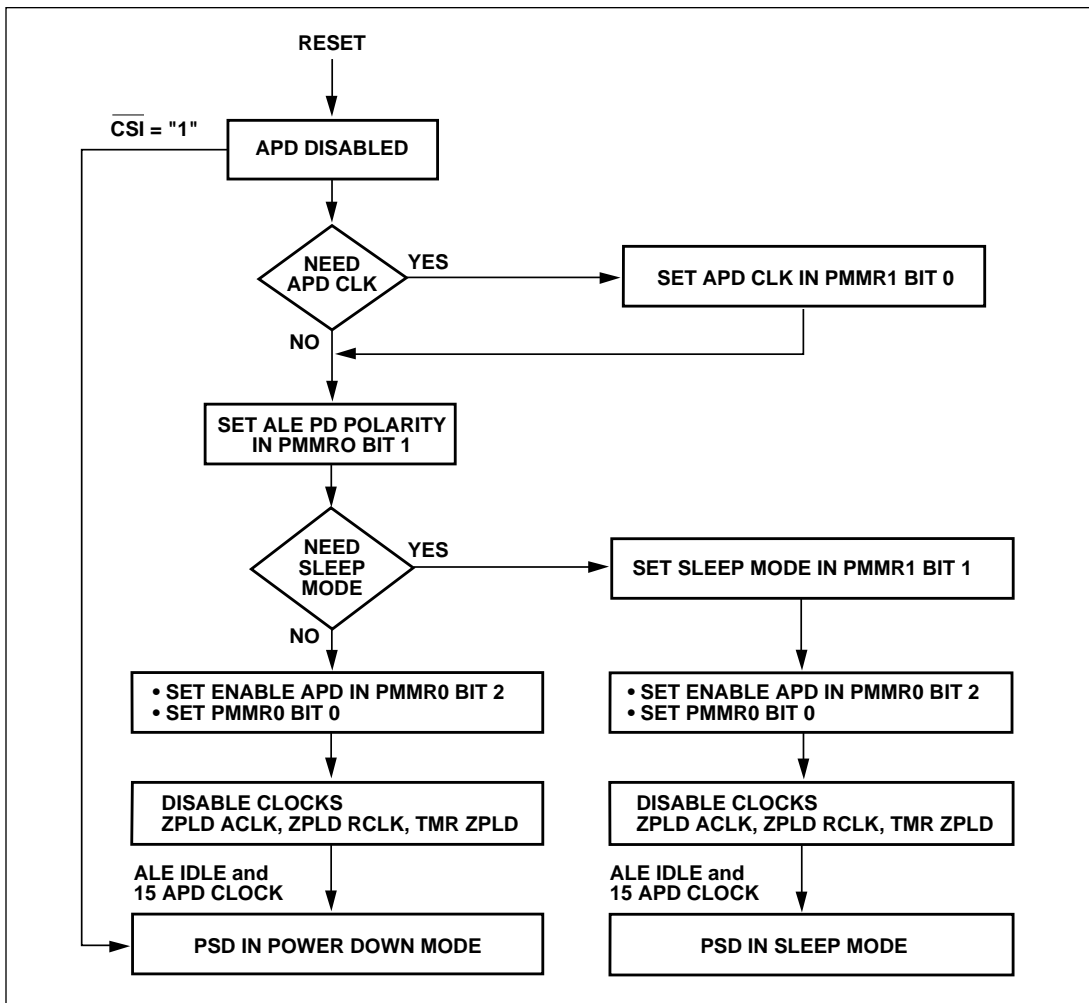 RESET
CSI = "1"
APD DISABLED
NEED
APD CLK
YES
SET APD CLK IN PMMR1 BIT 0
NO
SET ALE PD POLARITY
IN PMMRO BIT 1
NEED
SLEEP
MODE
YES
SET SLEEP MODE IN PMMR1 BIT 1
NO
• SET ENABLE APD IN PMMR0 BIT 2
• SET PMMR0 BIT 0
• SET ENABLE APD IN PMMR0 BIT 2
• SET PMMR0 BIT 0
DISABLE CLOCKS
ZPLD ACLK, ZPLD RCLK, TMR ZPLD
DISABLE CLOCKS
ZPLD ACLK, ZPLD RCLK, TMR ZPLD
ALE IDLE and
15 APD CLOCK
ALE IDLE and
15 APD CLOCK
PSD IN POWER DOWN MODE
PSD IN SLEEP MODE